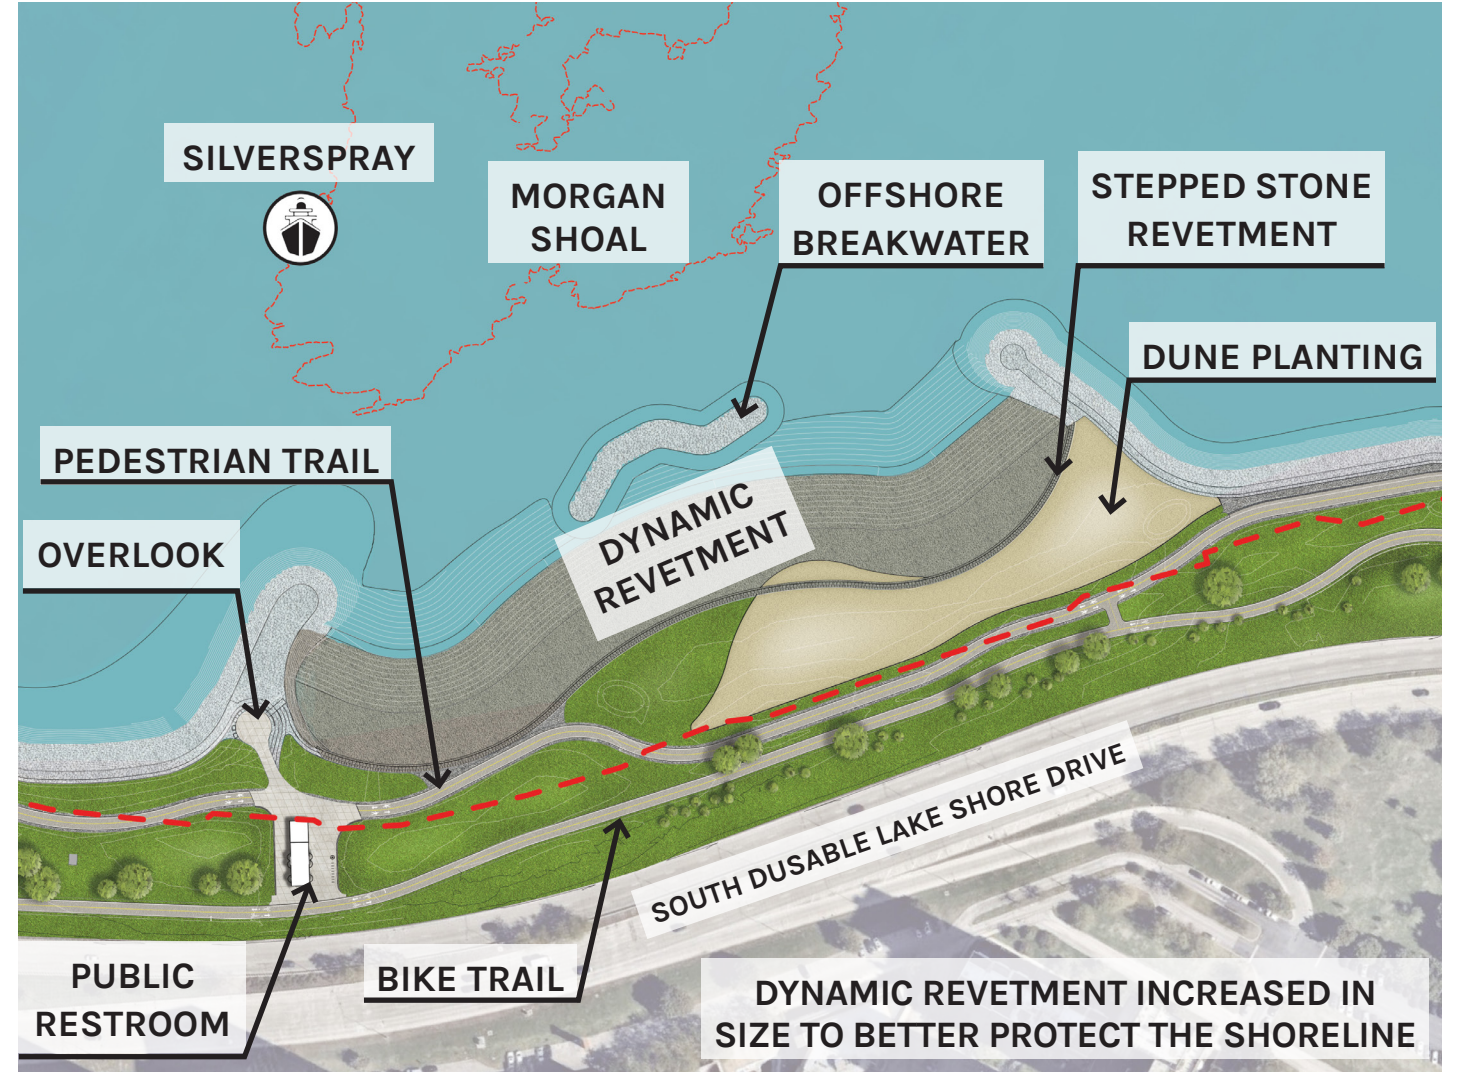 SILVERSPRAY
MORGAN
SHOAL
OFFSHORE
BREAKWATER
STEPPED STONE
REVETMENT
DUNE PLANTING
PEDESTRIAN TRAIL
OVERLOOK
DYNAMIC
REVETMENT
SOUTH DUSABLE LAKE SHORE DRIVE
PUBLIC
RESTROOM
BIKE TRAIL
DYNAMIC REVETMENT INCREASED IN
SIZE TO BETTER PROTECT THE SHORELINE